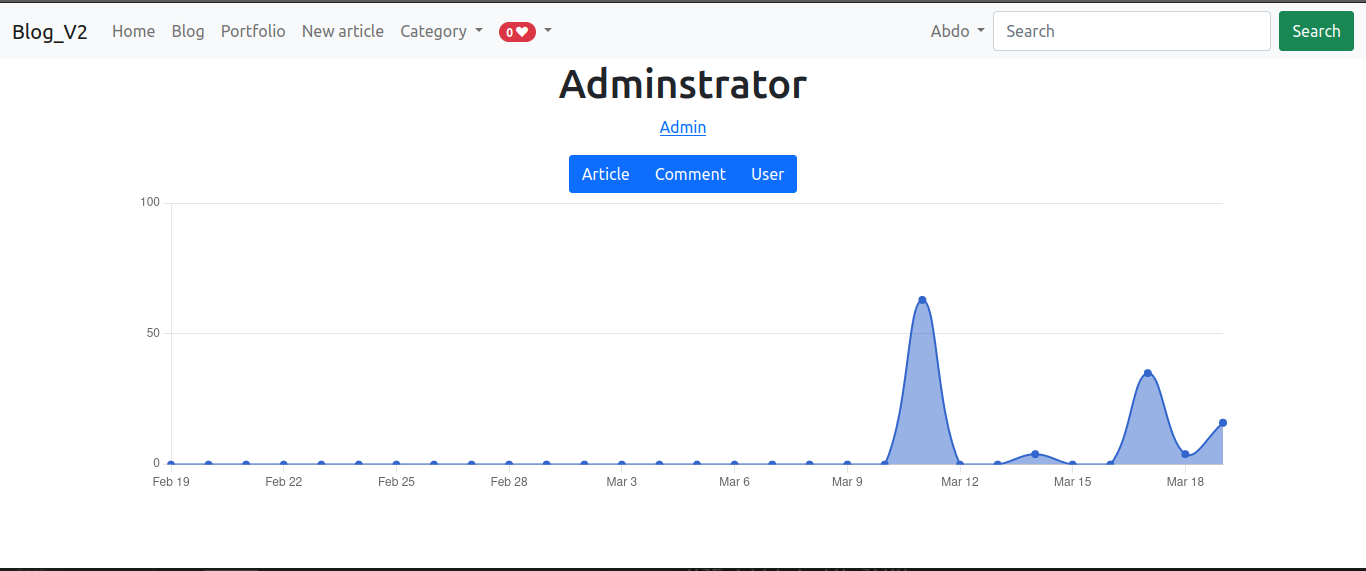 Blog_V2 Home Blog Portfolio New article Category 0 Abdo Search Search
Adminstrator
Admin
Article Comment User
100
50
0
Feb 19 Feb 22 Feb 25 Feb 28 Mar 3 Mar 6 Mar 9 Mar 12 Mar 15 Mar 18